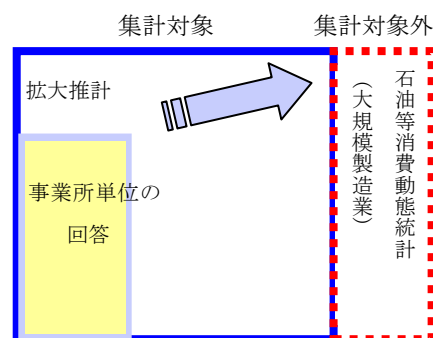 集計対象
集計対象外
拡大推計
事業所単位の
回答
石油等消費動態統計
（大規模製造業）